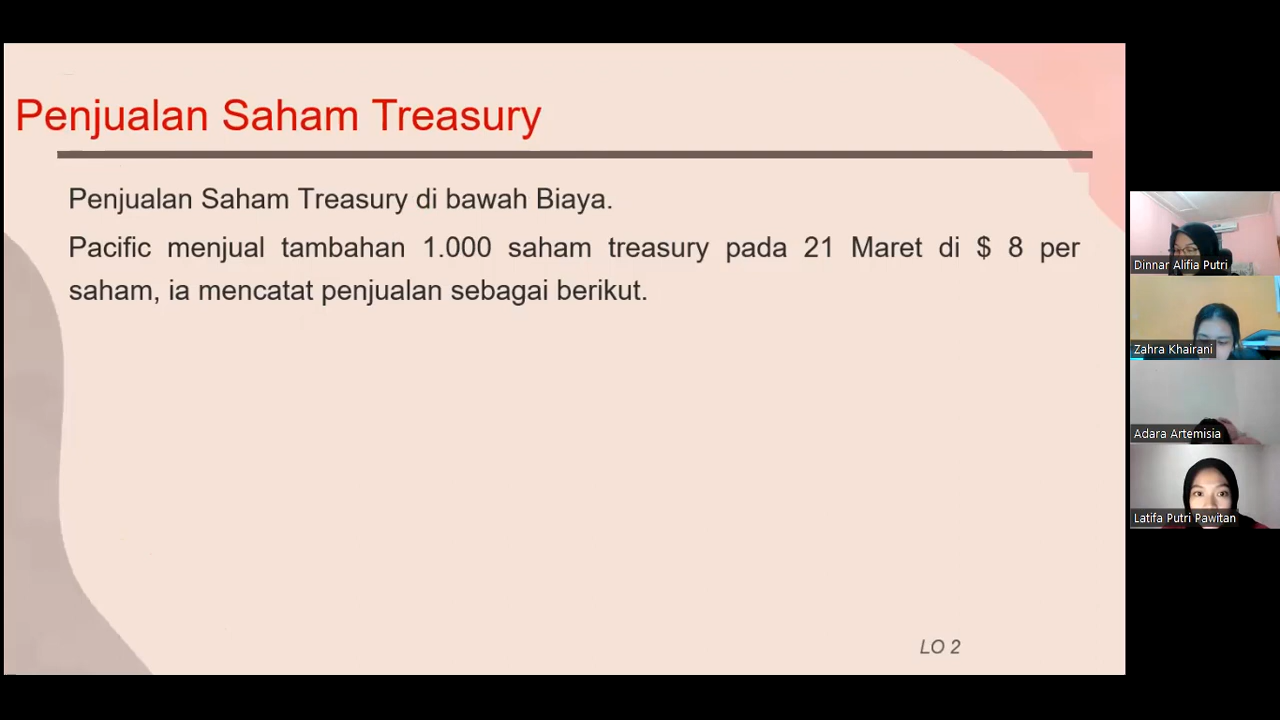 Penjualan Saham Treasury
Penjualan Saham Treasury di bawah Biaya.
Pacific menjual tambahan 1.000 saham treasury pada 21 Maret di $ 8 per
saham, ia mencatat penjualan sebagai berikut.
LO 2
Dinnar Alifia Putri
Zahra Khairani
Adara Artemisia
Latifa Putri Pawitan